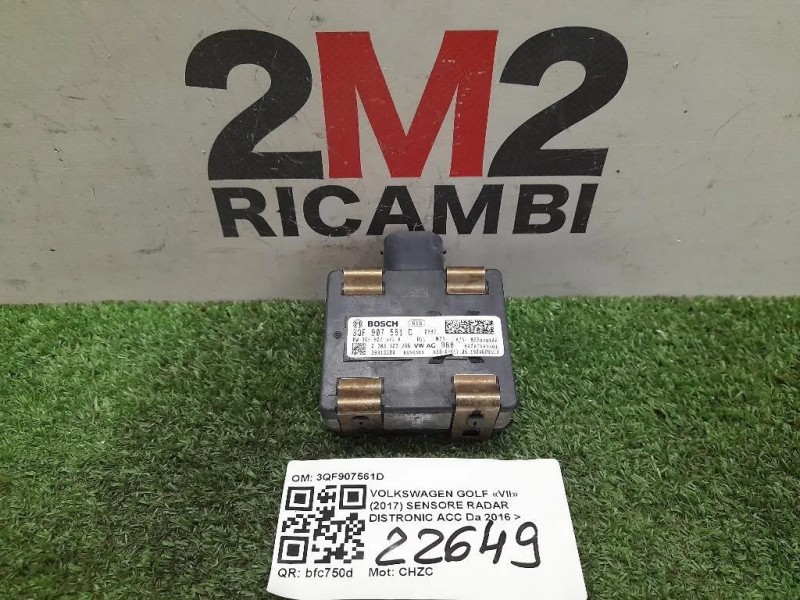 2M2
RICAMBI
BOSCH
3QF 907 561 D
VW AG
OM: 3QF907561D
VOLKSWAGEN GOLF «VII»
(2017) SENSORE RADAR
DISTRONIC ACC Da 2016 >
22649
QR: bfc750d Mot: CHZC